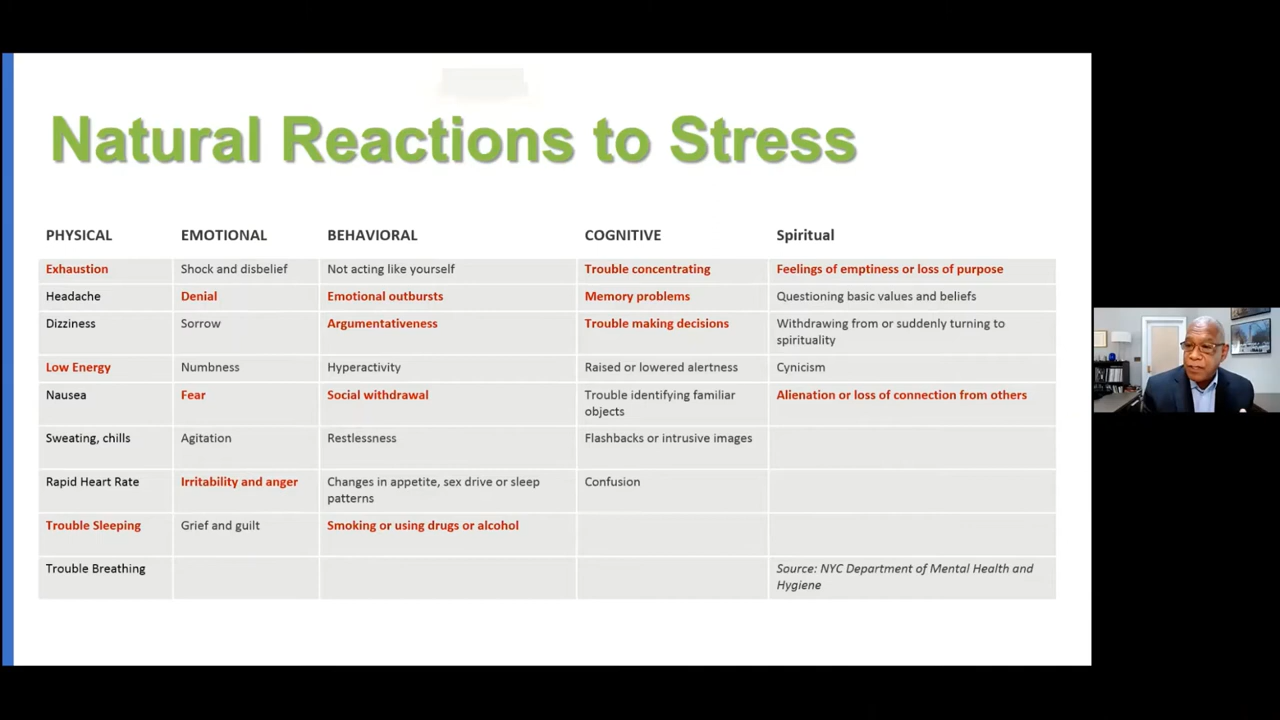 Natural Reactions to Stress
PHYSICAL EMOTIONAL BEHAVIORAL COGNITIVE Spiritual
Exhaustion Shock and disbelief Not acting like yourself Trouble concentrating Feelings of emptiness or loss of purpose
Headache Denial Emotional outbursts Memory problems Questioning basic values and beliefs
Dizziness Sorrow Argumentativeness Trouble making decisions Withdrawing from or suddenly turning to
spirituality
Low Energy Numbness Hyperactivity Raised or lowered alertness Cynicism
Nausea Fear Social withdrawal Trouble identifying familiar Alienation or loss of connection from others
objects
Sweating, chills Agitation Restlessness Flashbacks or intrusive images
Rapid Heart Rate Irritability and anger Changes in appetite, sex drive or sleep Confusion
patterns
Trouble Sleeping Grief and guilt Smoking or using drugs or alcohol
Trouble Breathing Source: NYC Department of Mental Health and
Hygiene